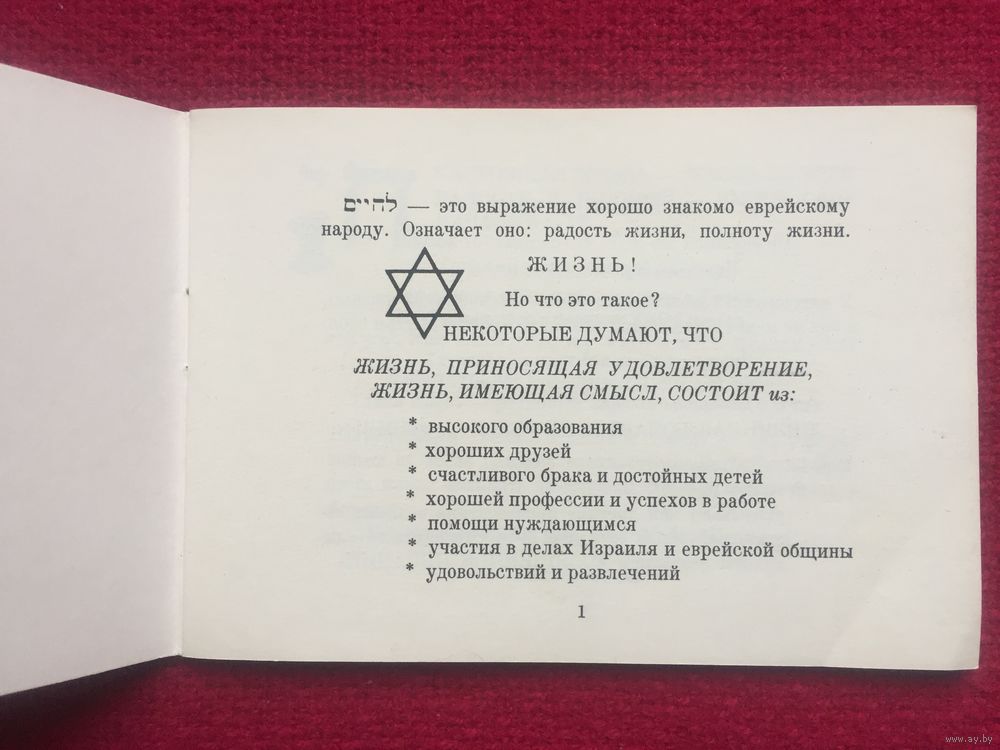 לחיים — это выражение хорошо знакомо еврейскому
народу. Означает оно: радость жизни, полноту жизни.
ЖИЗНЬ!
Но что это такое?
НЕКОТОРЫЕ ДУМАЮТ, ЧТО
ЖИЗНЬ, ПРИНОСЯЩАЯ УДОВЛЕТВОРЕНИЕ,
ЖИЗНЬ, ИМЕЮЩАЯ СМЫСЛ, СОСТОИТ из:
* высокого образования
* хороших друзей
* счастливого брака и достойных детей
* хорошей профессии и успехов в работе
* помощи нуждающимся
* участия в делах Израиля и еврейской общины
* удовольствий и развлечений
1
www.ay.by